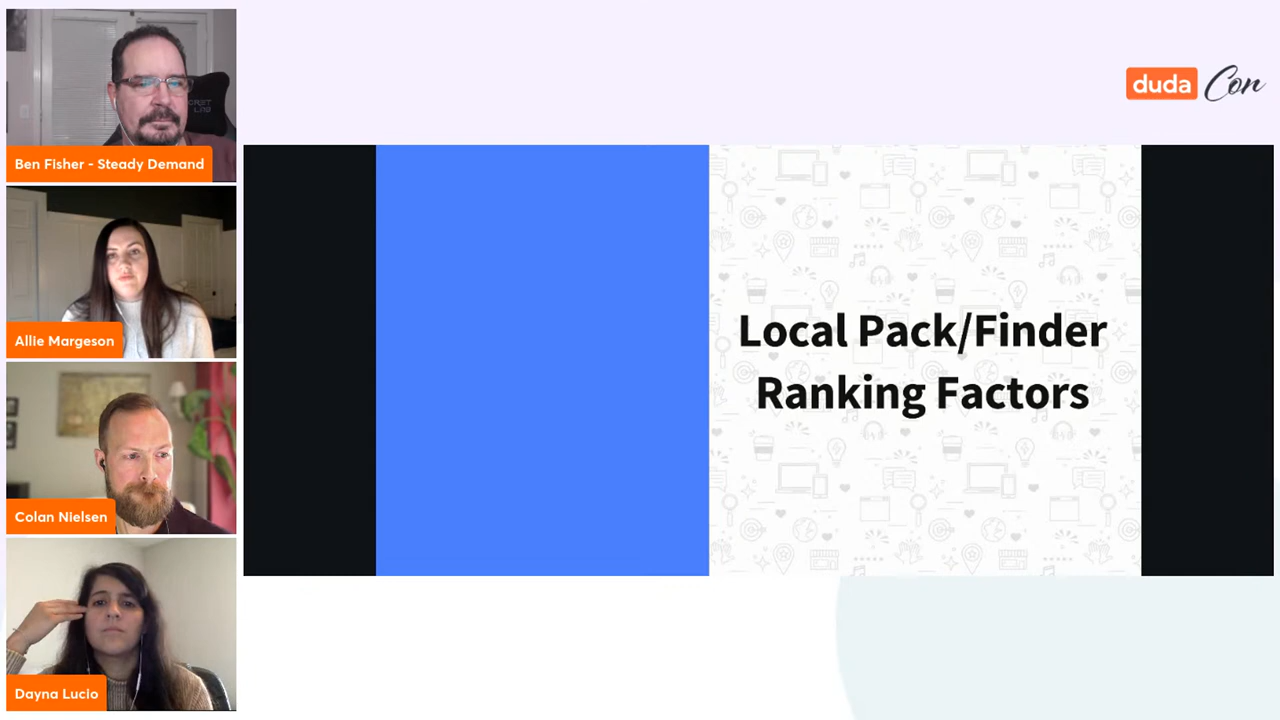 Ben Fisher - Steady Demand
Allie Margeson
Colan Nielsen
Dayna Lucio
duda Con
Local Pack/Finder
Ranking Factors